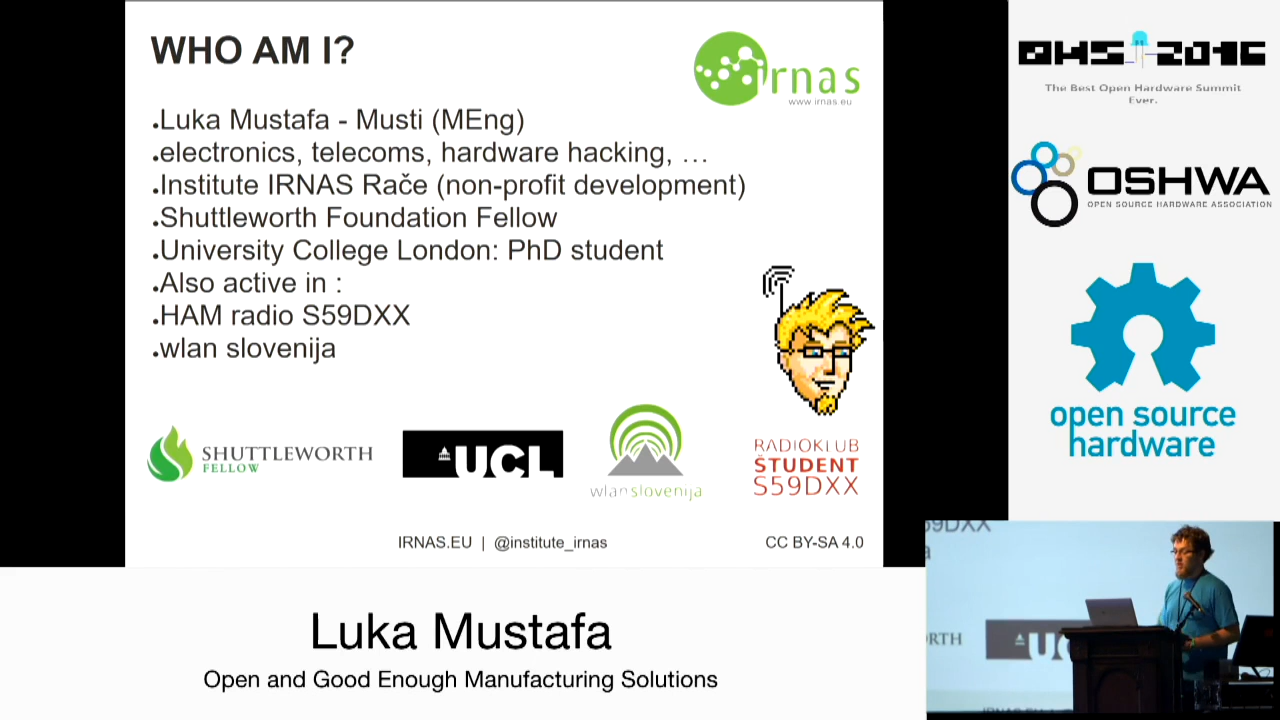 WHO AM I?
irnas
www irnas eu
.Luka Mustafa - Musti (MEng)
.electronics, telecoms, hardware hacking, …
.Institute IRNAS Rače (non-profit development)
.Shuttleworth Foundation Fellow
.University College London: PhD student
.Also active in :
.HAM radio S59DXX
.wlan slovenija
SHUTTLEWORTH
FELLOW
UCL
wlan slovenija
RADIOKLUB
ŠTUDENT
S59DXX
IRNAS.EU | @institute_irnas
CC BY-SA 4.0
OHS 2016
The Best Open Hardware Summit
Ever.
OSHWA
OPEN SOURCE HARDWARE ASSOCIATION
open source
hardware
59DXX
RTH
UC
Luka Mustafa
Open and Good Enough Manufacturing Solutions